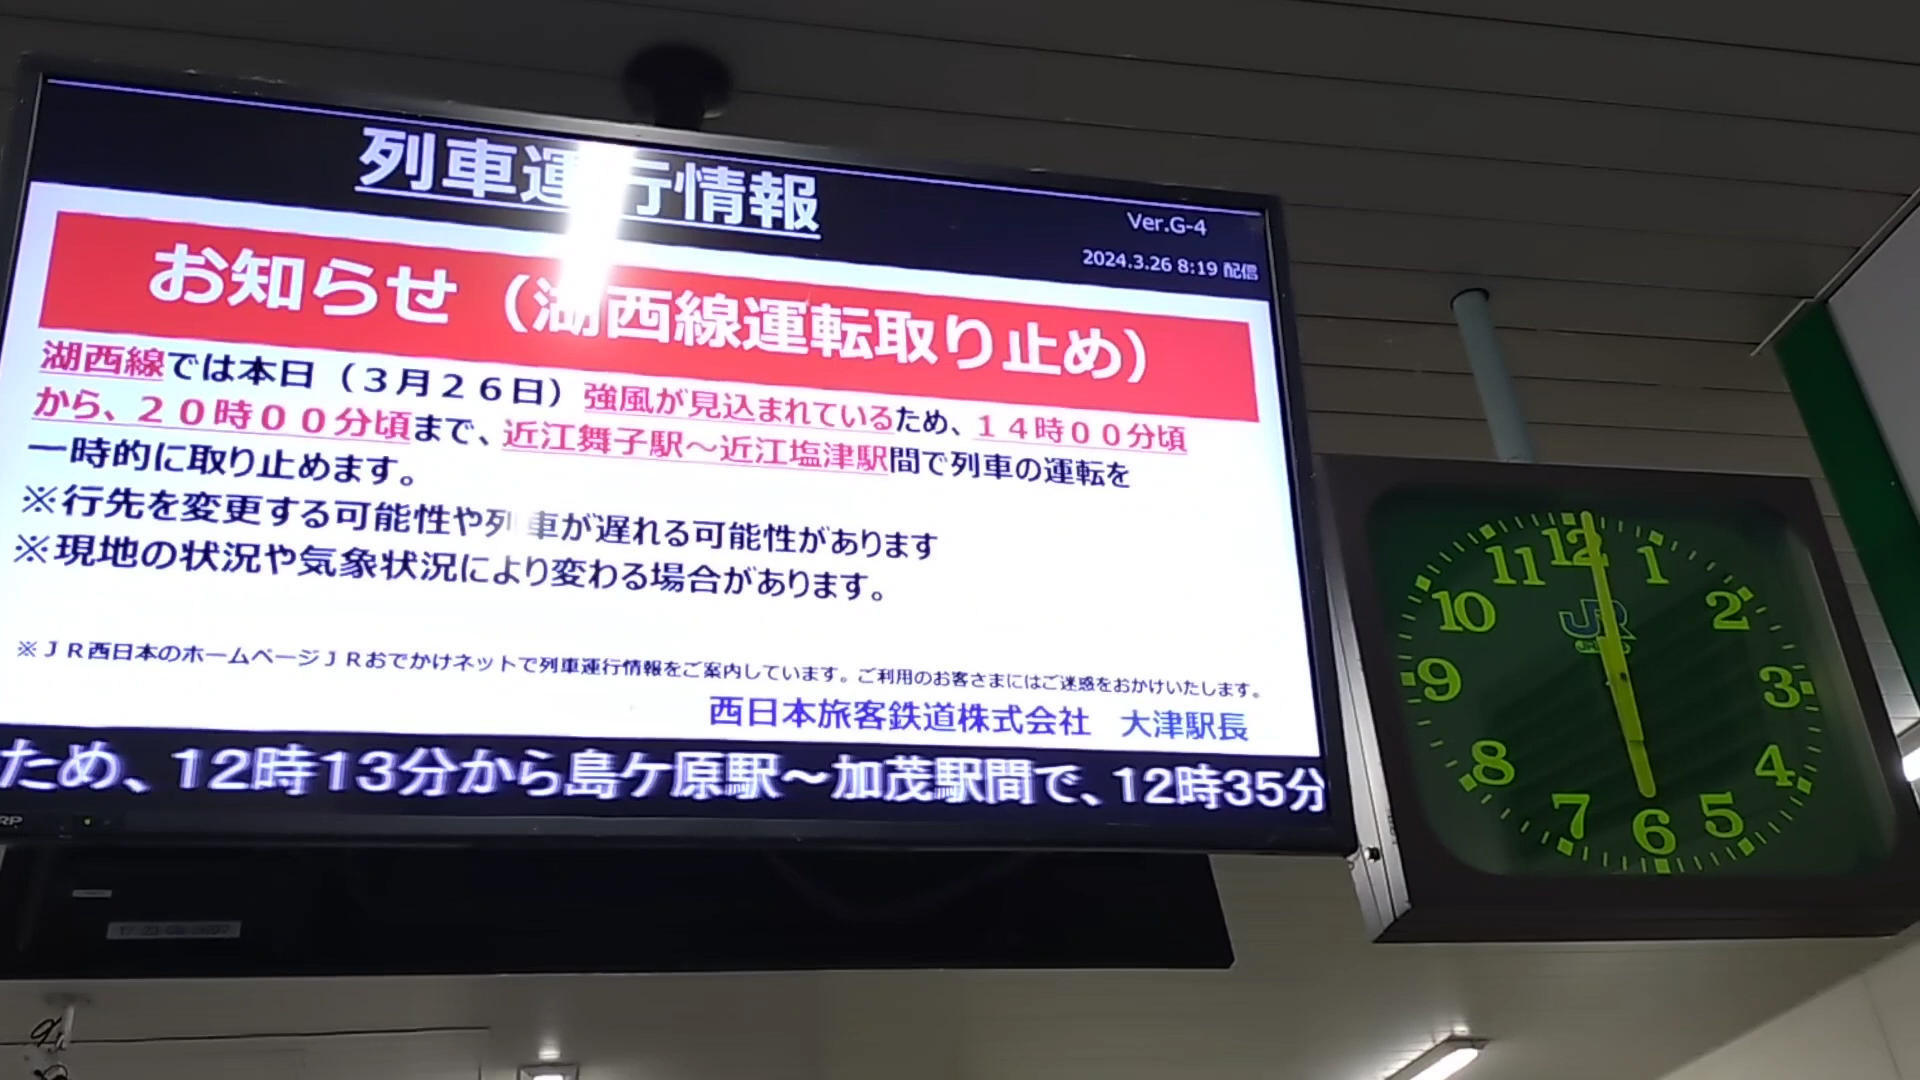 列車運行情報
Ver.G-4
2024.3.26 8:19 配信
お知らせ（湖西線運転取り止め）
湖西線では本日（３月２６日）強風が見込まれているため、１４時００分頃
から、２０時００分頃まで、近江舞子駅～近江塩津駅間で列車の運転を
一時的に取り止めます。
※行先を変更する可能性や列車が遅れる可能性があります
※現地の状況や気象状況により変わる場合があります。
※ＪＲ西日本のホームページＪＲおでかけネットで列車運行情報をご案内しています。ご利用のお客さまにはご迷惑をおかけいたします。
西日本旅客鉄道株式会社　大津駅長
ため、12時13分から島ケ原駅～加茂駅間で、12時35分
RP
12
1
2
3
4
5
6
7
8
9
10
11
JR